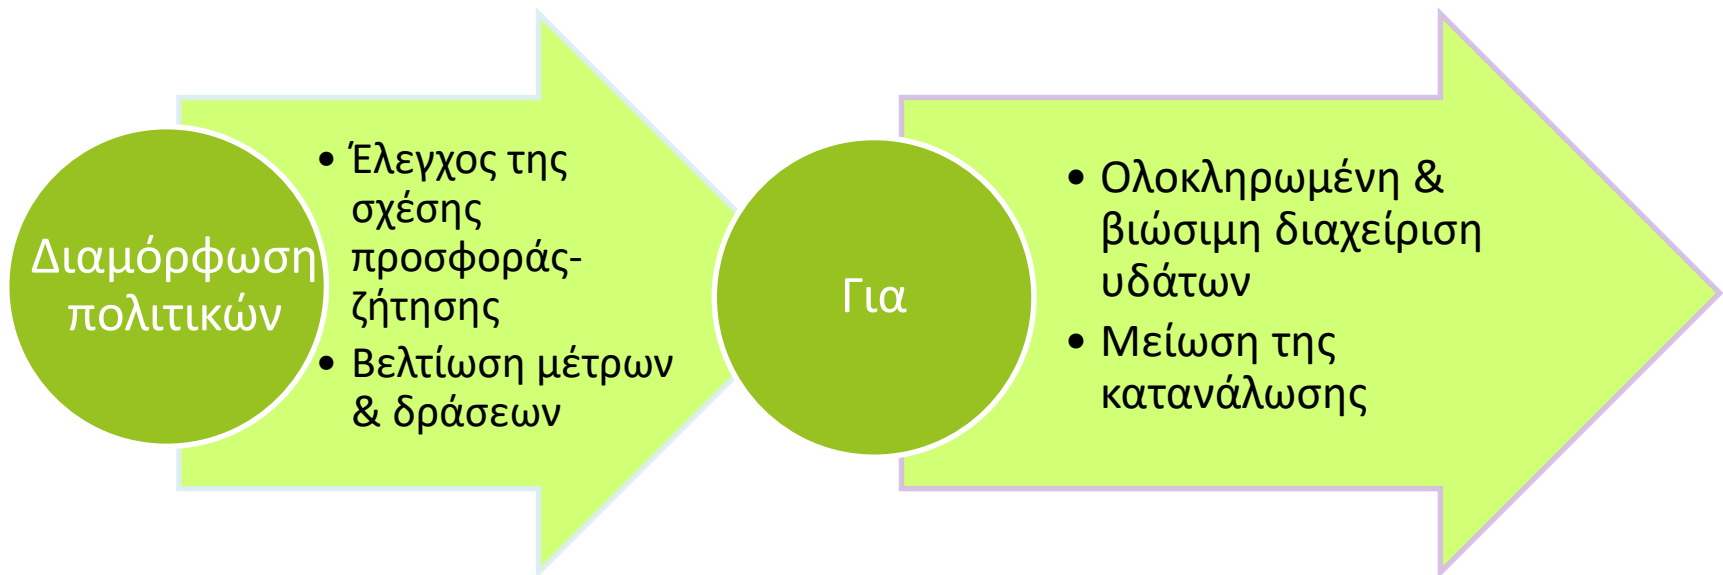 Διαμόρφωση
πολιτικών
• Έλεγχος της
σχέσης
προσφοράς-
ζήτησης
• Βελτίωση μέτρων
& δράσεων
Για
• Ολοκληρωμένη &
βιώσιμη διαχείριση
υδάτων
• Μείωση της
κατανάλωσης